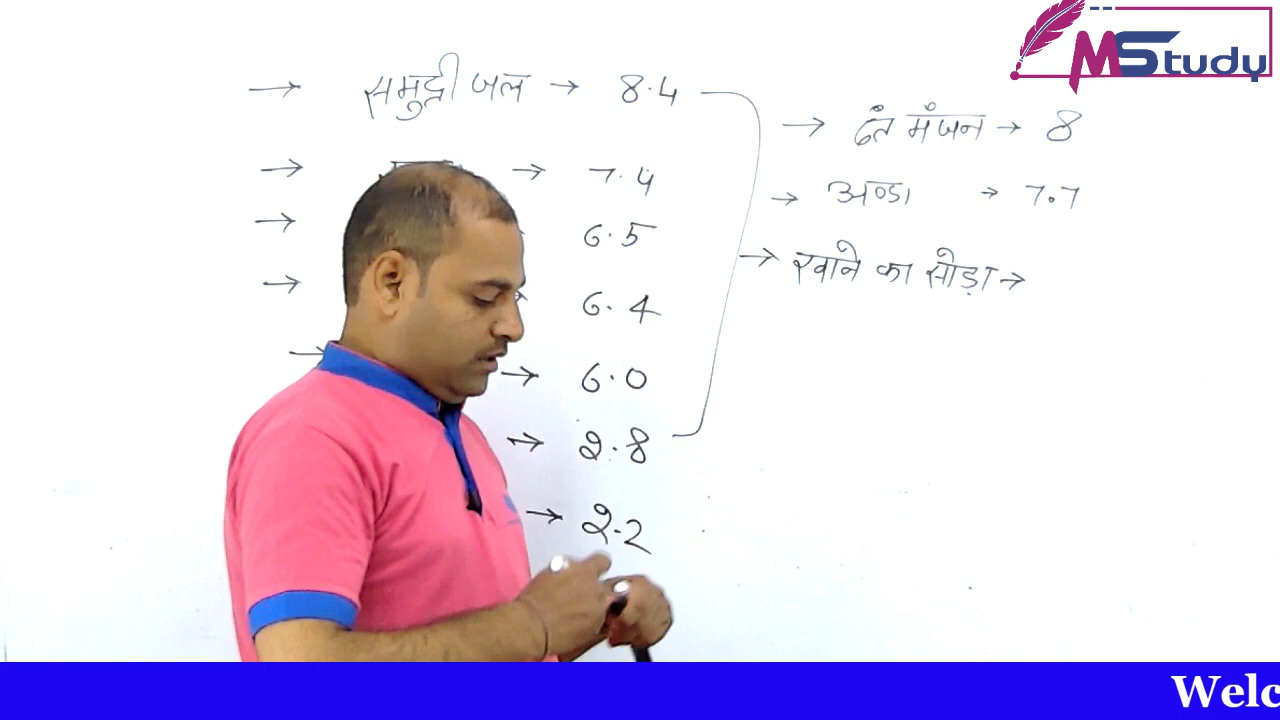 MStudy
→ समुद्री जल → 8.4
→ → 7.4
→ 6.5
→ 6.4
→ → 6.0
→ 2.8
→ 2.2
→ दंत मंजन → 8
→ अण्डा → 7.7
→ खाने का सोड़ा →
Welc